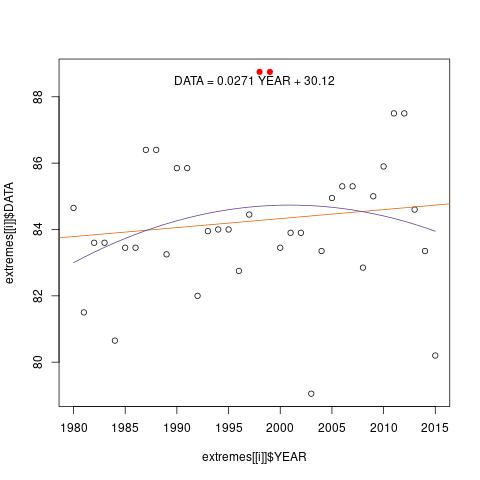 DATA = 0.0271 YEAR + 30.12
88
86
84
82
80
extremes[[i]]$DATA
1980 1985 1990 1995 2000 2005 2010 2015
extremes[[i]]$YEAR